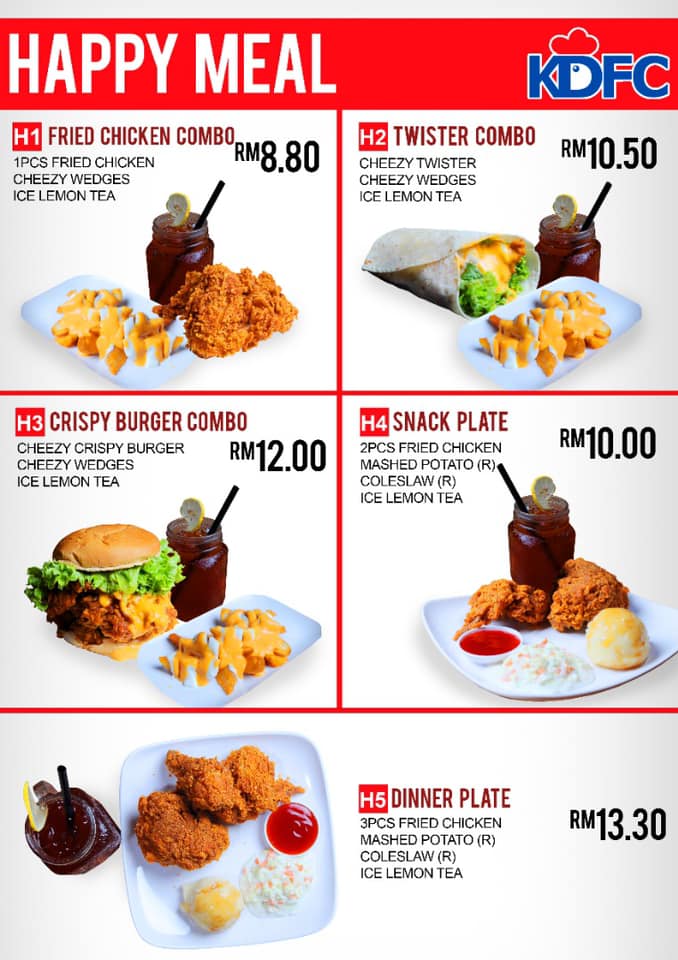 HAPPY MEAL
KDFC
H1 FRIED CHICKEN COMBO
RM8.80
1PCS FRIED CHICKEN
CHEEZY WEDGES
ICE LEMON TEA
H2 TWISTER COMBO
RM10.50
CHEEZY TWISTER
CHEEZY WEDGES
ICE LEMON TEA
H3 CRISPY BURGER COMBO
RM12.00
CHEEZY CRISPY BURGER
CHEEZY WEDGES
ICE LEMON TEA
H4 SNACK PLATE
RM10.00
2PCS FRIED CHICKEN
MASHED POTATO (R)
COLESLAW (R)
ICE LEMON TEA
H5 DINNER PLATE
RM13.30
3PCS FRIED CHICKEN
MASHED POTATO (R)
COLESLAW (R)
ICE LEMON TEA